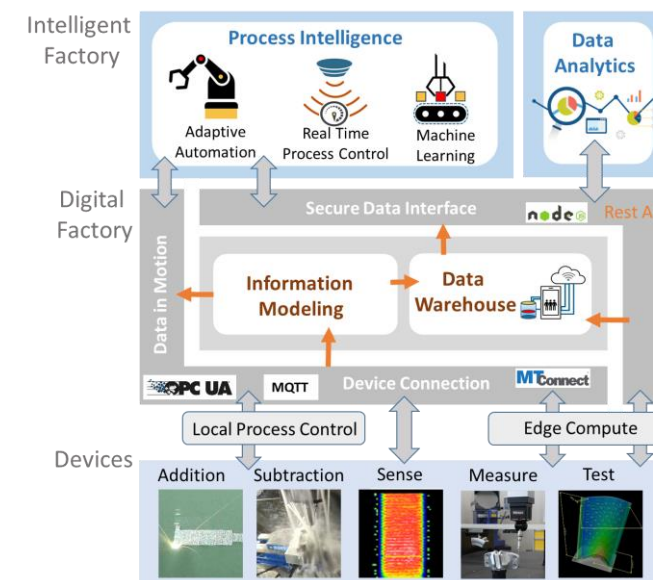 Intelligent
Factory
Process Intelligence
Adaptive
Automation
Real Time
Process Control
Machine
Learning
Data
Analytics
Digital
Factory
Secure Data Interface
node
Rest A
Data in Motion
Information
Modeling
Data
Warehouse
OPC UA
MQTT
Device Connection
MTConnect
Local Process Control
Edge Compute
Devices
Addition
Subtraction
Sense
Measure
Test